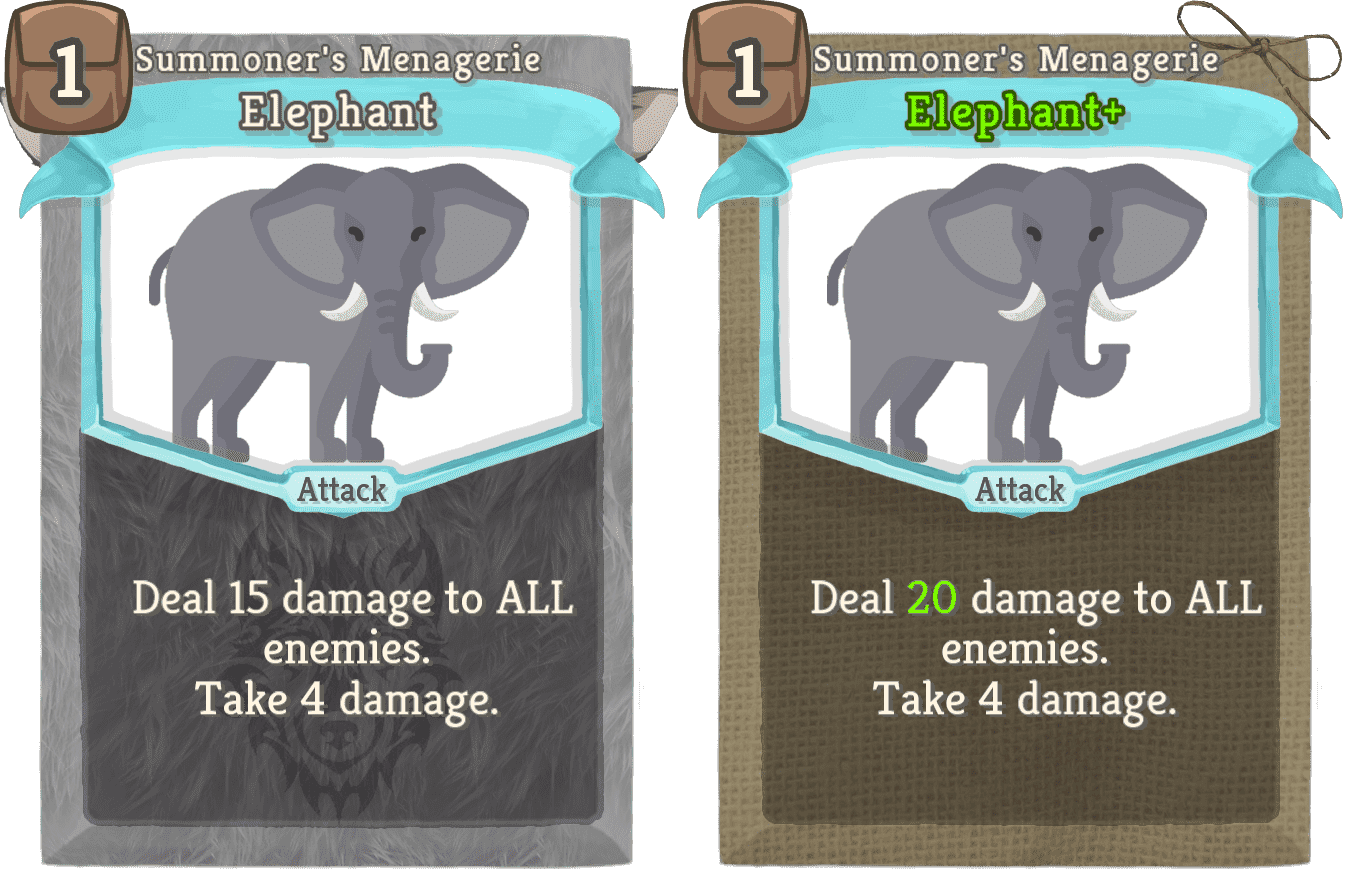 1
Summoner's Menagerie
Elephant
Attack
Deal 15 damage to ALL
enemies.
Take 4 damage.
1
Summoner's Menagerie
Elephant+
Attack
Deal 20 damage to ALL
enemies.
Take 4 damage.